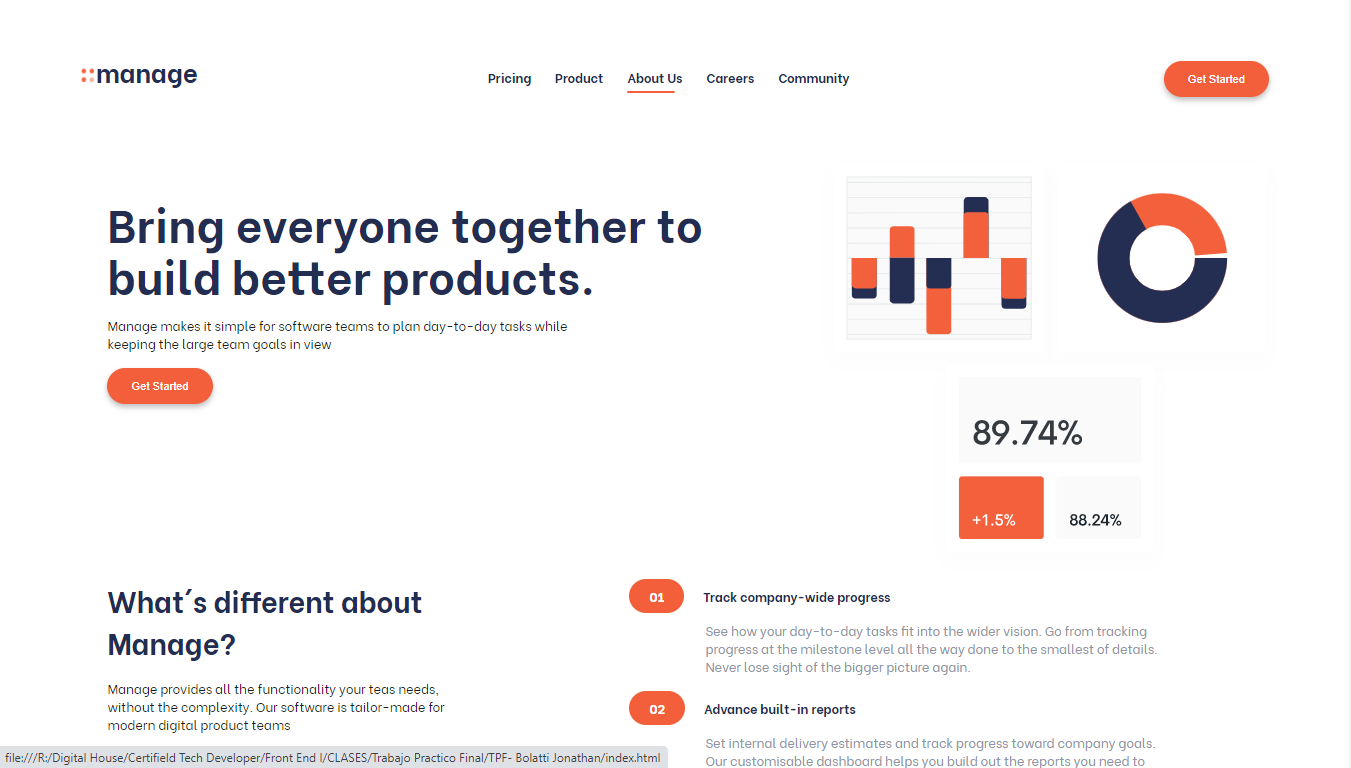 manage
Pricing Product About Us Careers Community
Get Started
Bring everyone together to
build better products.
Manage makes it simple for software teams to plan day-to-day tasks while
keeping the large team goals in view
Get Started
89.74%
+1.5%
88.24%
What´s different about
Manage?
Manage provides all the functionality your teas needs,
without the complexity. Our software is tailor-made for
modern digital product teams
01 Track company-wide progress
See how your day-to-day tasks fit into the wider vision. Go from tracking
progress at the milestone level all the way done to the smallest of details.
Never lose sight of the bigger picture again.
02 Advance built-in reports
Set internal delivery estimates and track progress toward company goals.
Our customisable dashboard helps you build out the reports you need to
file:///R:/Digital House/Certifield Tech Developer/Front End I/CLASES/Trabajo Practico Final/TPF- Bolatti Jonathan/index.html